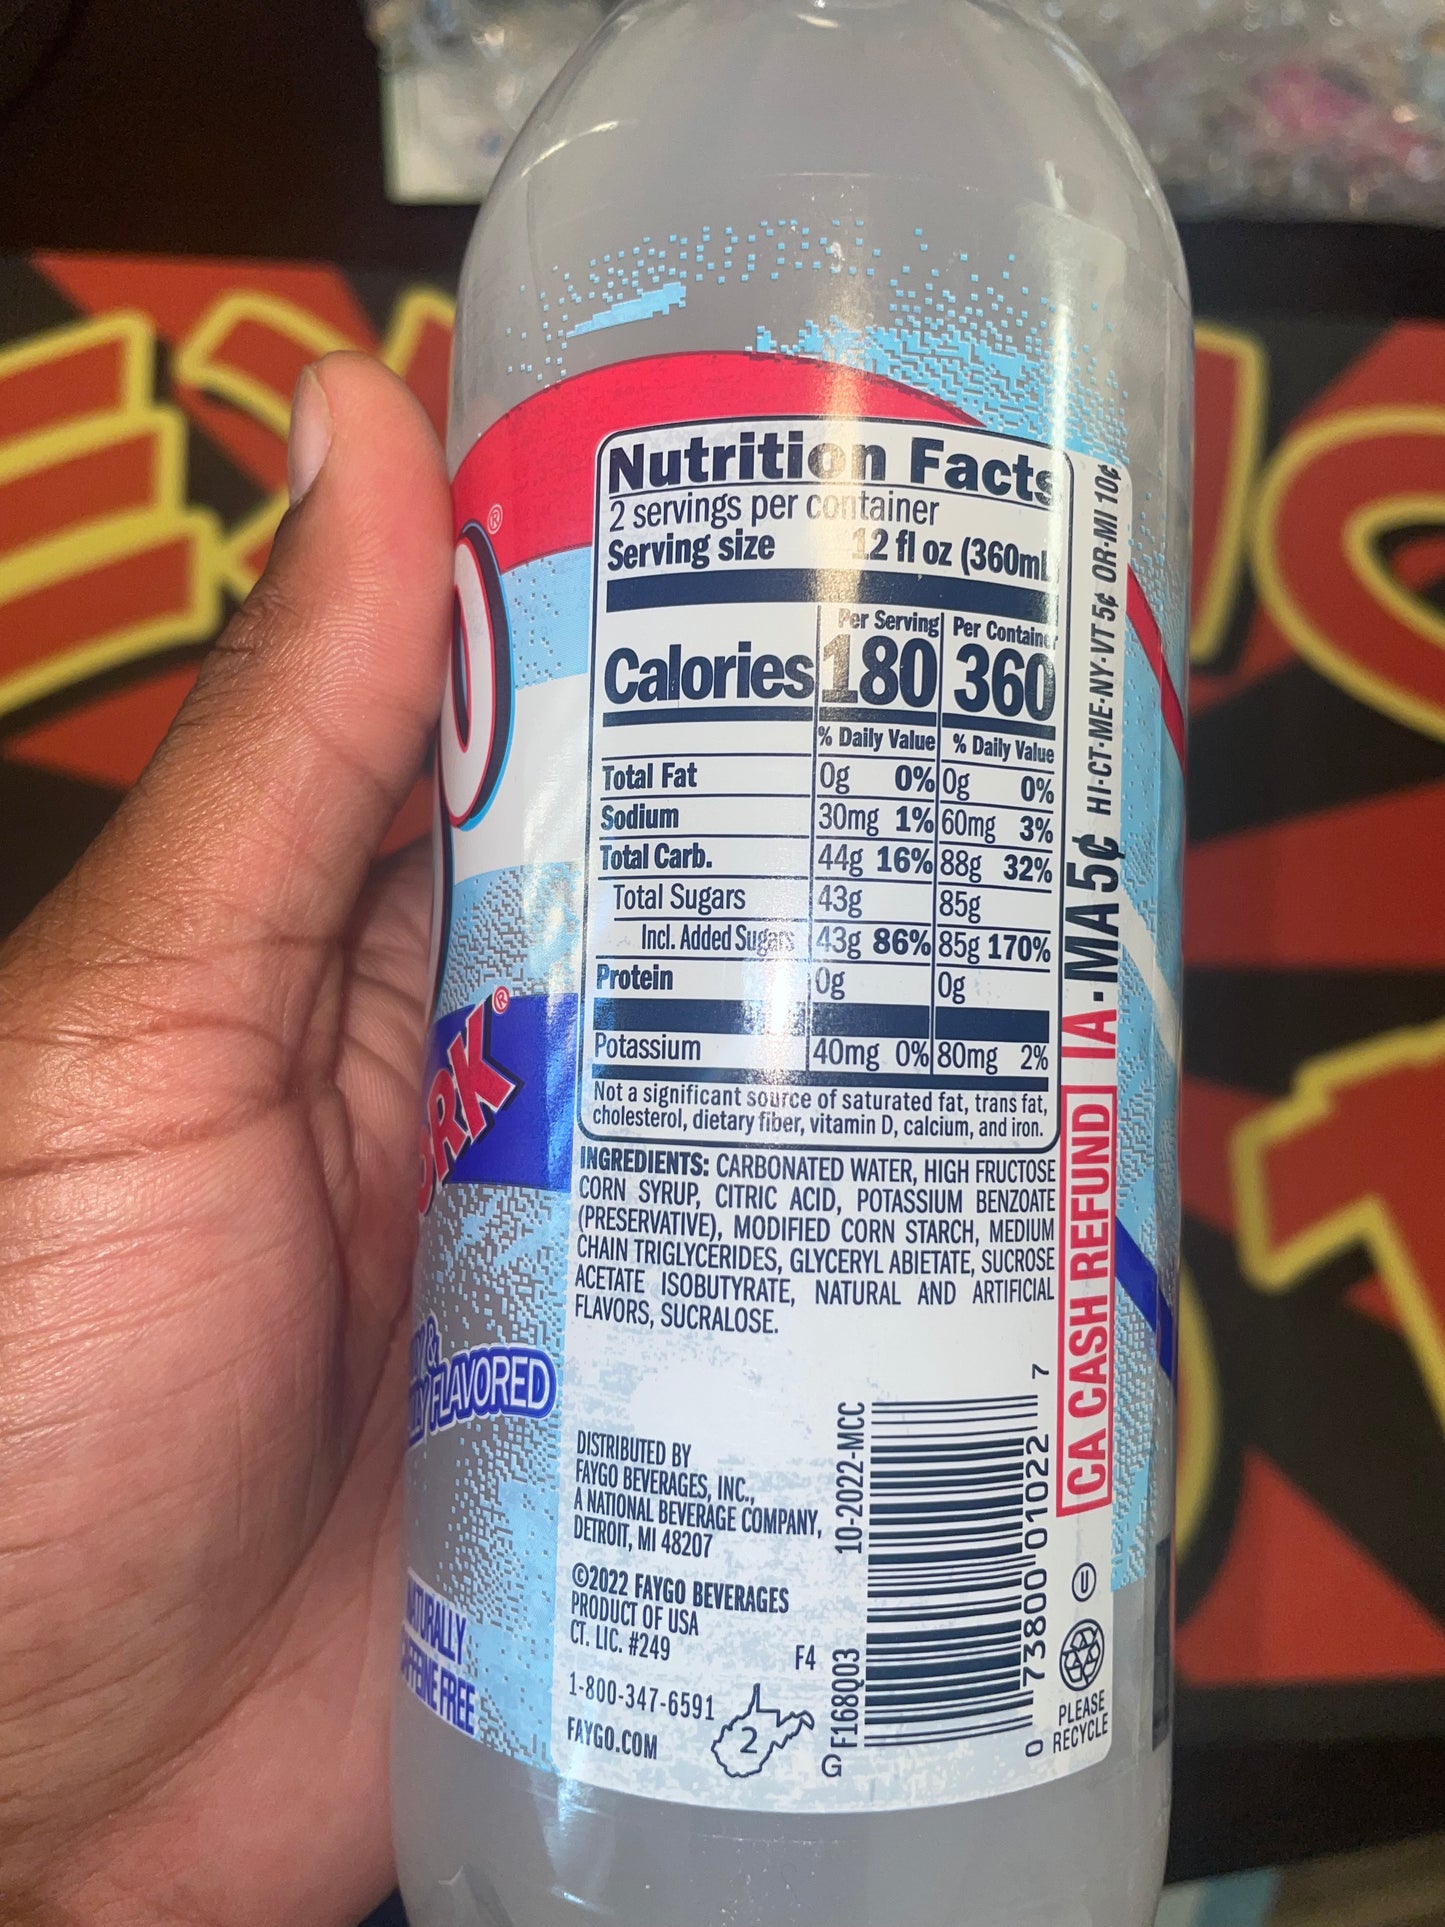 Nutrition Facts
2 servings per container
Serving size 12 fl oz (360mL
Per Serving Per Container
Calories 180 360
% Daily Value % Daily Value
Total Fat 0g 0% 0g 0%
Sodium 30mg 1% 60mg 3%
Total Carb. 44g 16% 88g 32%
Total Sugars 43g 85g
Incl. Added Sugars 43g 86% 85g 170%
Protein 0g 0g
Potassium 40mg 0% 80mg 2%
Not a significant source of saturated fat, trans fat,
cholesterol, dietary fiber, vitamin D, calcium, and iron.
INGREDIENTS: CARBONATED WATER, HIGH FRUCTOSE
CORN SYRUP, CITRIC ACID, POTASSIUM BENZOATE
(PRESERVATIVE), MODIFIED CORN STARCH, MEDIUM
CHAIN TRIGLYCERIDES, GLYCERYL ABIETATE, SUCROSE
ACETATE ISOBUTYRATE, NATURAL AND ARTIFICIAL
FLAVORS, SUCRALOSE.
DISTRIBUTED BY
FAYGO BEVERAGES, INC.,
A NATIONAL BEVERAGE COMPANY,
DETROIT, MI 48207
©2022 FAYGO BEVERAGES
PRODUCT OF USA
CT. LIC. #249
F4
1-800-347-6591
FAYGO.COM
2
G F168Q03 10-2022-MCC
0 73800 01022 7
CA CASH REFUND IA·MA 5¢ HI-CT-ME-NY-VT 5¢ OR-MI 10¢
U
PLEASE
RECYCLE
O®
RK®
&
FLAVORED
NATURALLY
CAFFEINE FREE